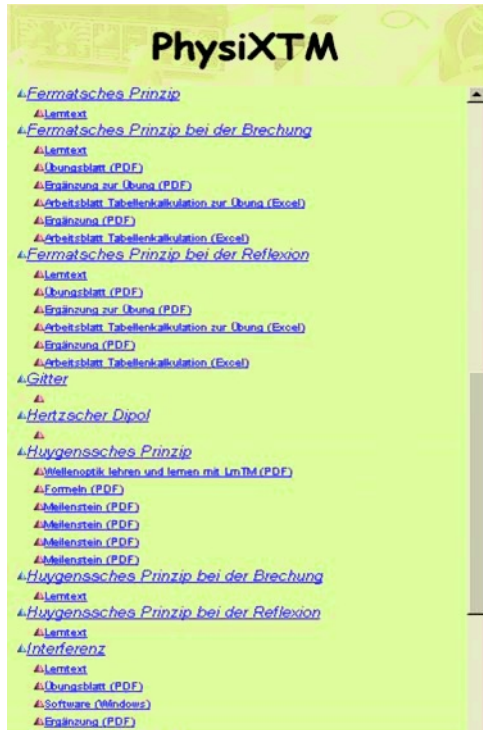 PhysiXTM
Fermatsches Prinzip
Lerntext
Fermatsches Prinzip bei der Brechung
Lerntext
Übungsblatt (PDF)
Ergänzung zur Übung (PDF)
Arbeitsblatt Tabellenkalkulation zur Übung (Excel)
Ergänzung (PDF)
Arbeitsblatt Tabellenkalkulation (Excel)
Fermatsches Prinzip bei der Reflexion
Lerntext
Übungsblatt (PDF)
Ergänzung zur Übung (PDF)
Arbeitsblatt Tabellenkalkulation zur Übung (Excel)
Ergänzung (PDF)
Arbeitsblatt Tabellenkalkulation (Excel)
Gitter
Hertzscher Dipol
Huygenssches Prinzip
Wellenoptik lehren und lernen mit LmTM (PDF)
Formeln (PDF)
Meilenstein (PDF)
Meilenstein (PDF)
Meilenstein (PDF)
Meilenstein (PDF)
Huygenssches Prinzip bei der Brechung
Lerntext
Huygenssches Prinzip bei der Reflexion
Lerntext
Interferenz
Lerntext
Übungsblatt (PDF)
Software (Windows)
Ergänzung (PDF)